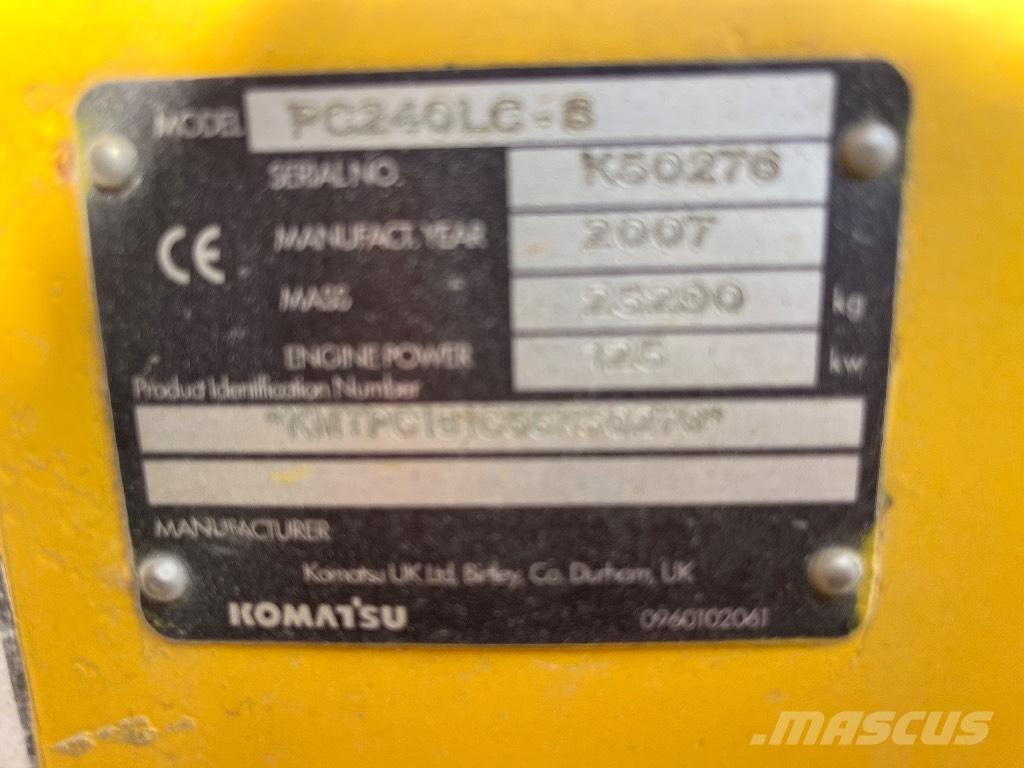 MODEL PC240LC-8
SERIAL NO. K50276
CE
MANUFACT. YEAR 2007
MASS kg
ENGINE POWER 125 kw
Product Identification Number
MANUFACTURER
Komatsu UK Ltd, Birtley, Co. Durham, UK
KOMATSU 0960102061
MASCUS